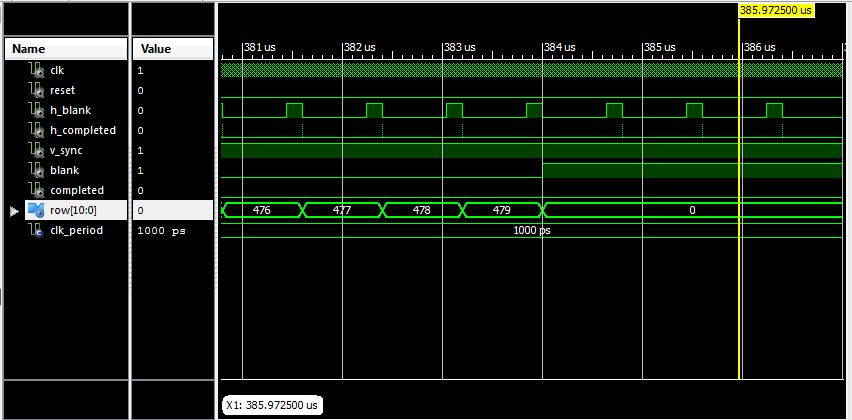 385.972500 us
Name
Value
381 us
382 us
383 us
384 us
385 us
386 us
clk
1
reset
0
h_blank
0
h_completed
0
v_sync
1
blank
1
completed
0
row[10:0]
0
476
477
478
479
0
clk_period
1000 ps
1000 ps
X1: 385.972500 us